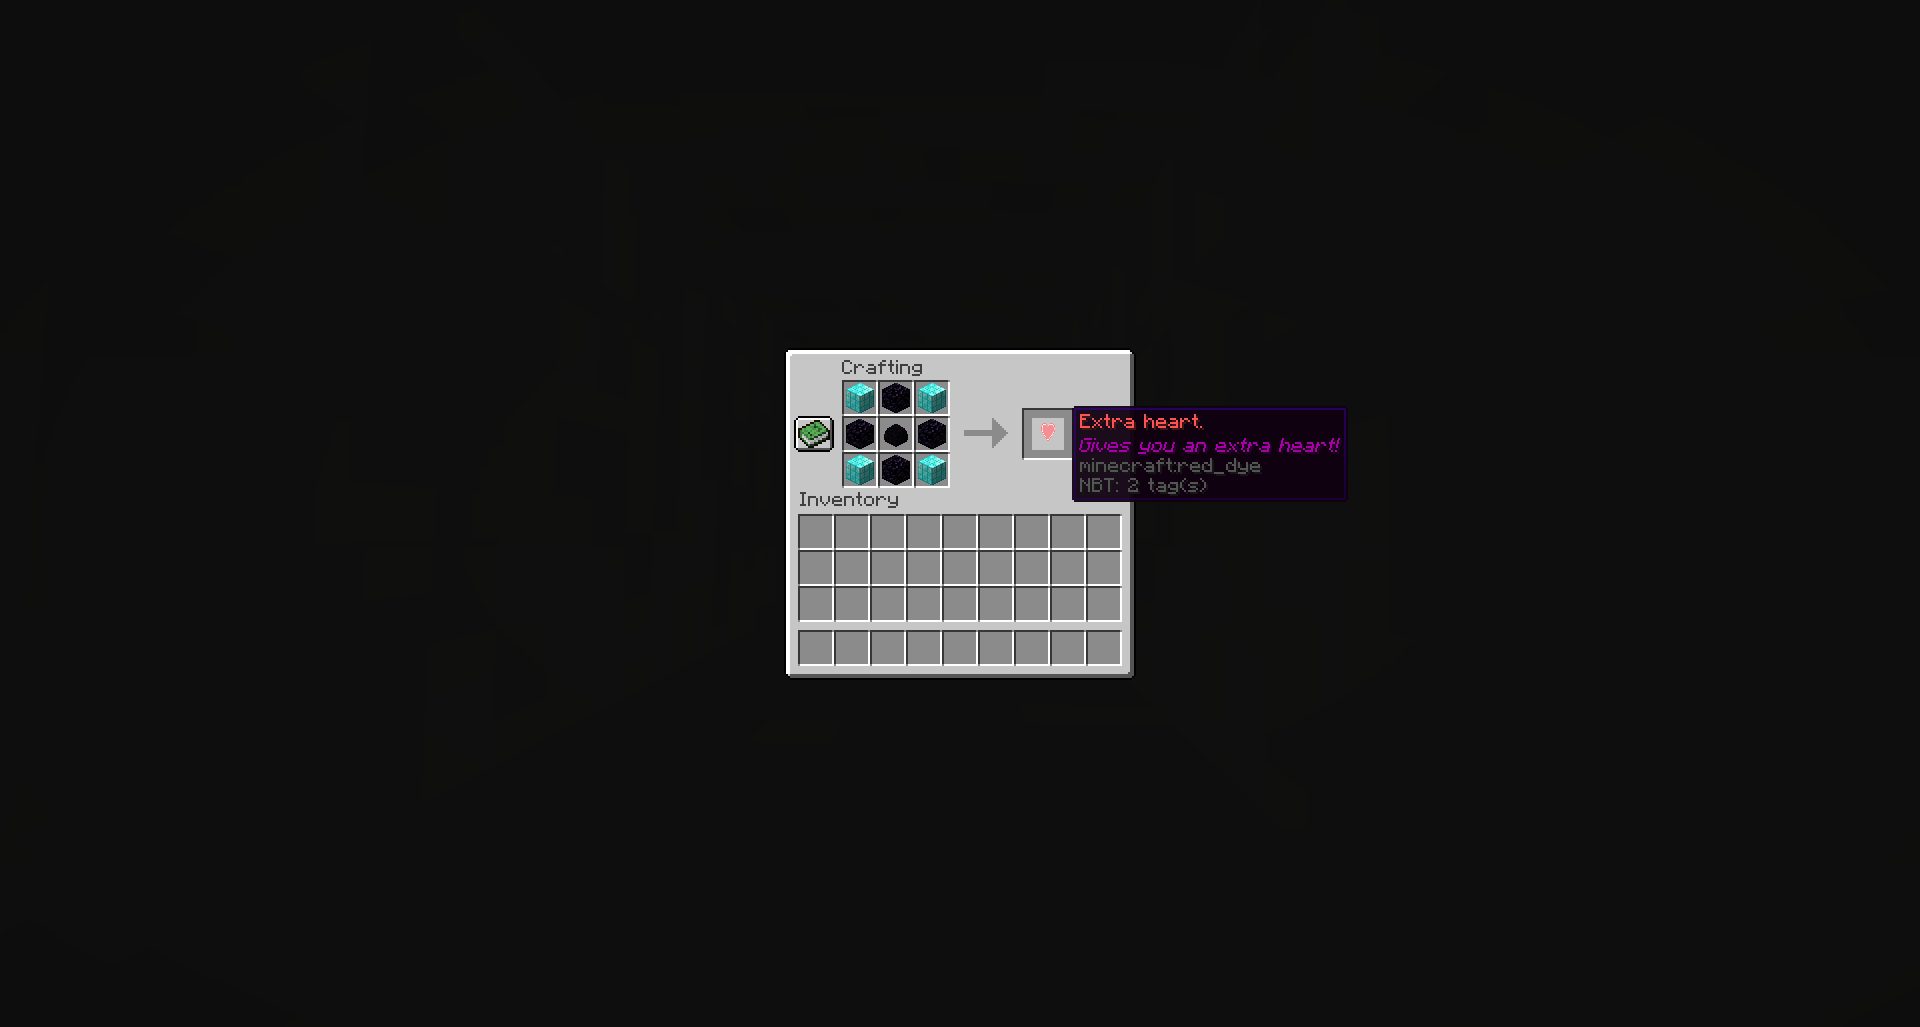 Crafting
Extra heart.
Gives you an extra heart!
minecraft:red_dye
NBT: 2 tag(s)
Inventory